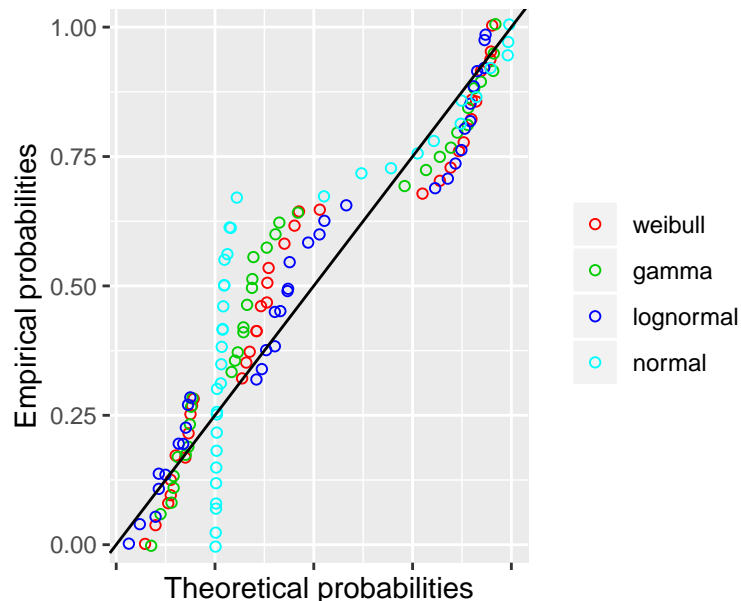 1.00
0.75
0.50
0.25
0.00
Empirical probabilities
Theoretical probabilities
weibull
gamma
lognormal
normal